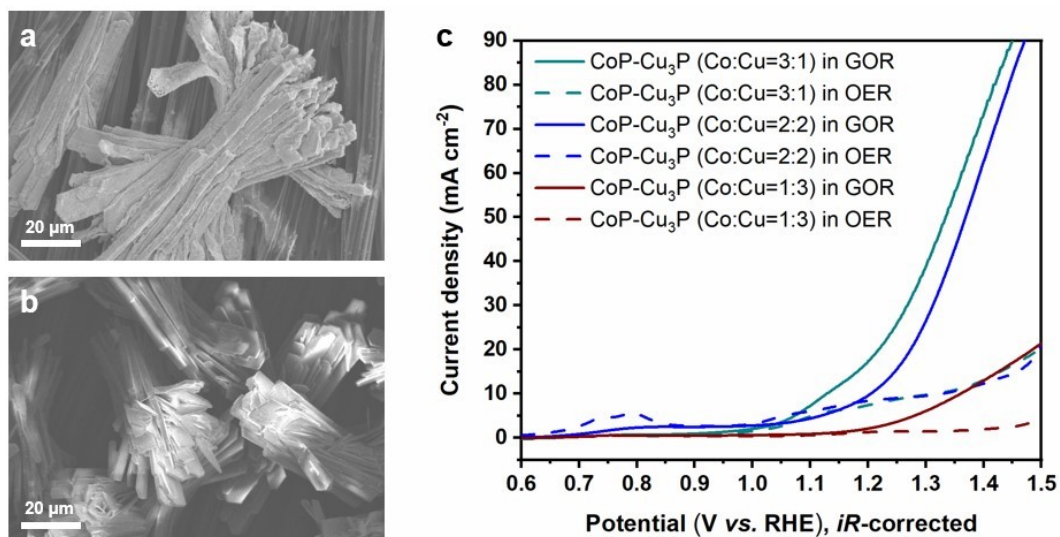 a
20 µm
b
20 µm
c
Current density (mA cm⁻²)
90
80
70
60
50
40
30
20
10
0
CoP-Cu₃P (Co:Cu=3:1) in GOR
CoP-Cu₃P (Co:Cu=3:1) in OER
CoP-Cu₃P (Co:Cu=2:2) in GOR
CoP-Cu₃P (Co:Cu=2:2) in OER
CoP-Cu₃P (Co:Cu=1:3) in GOR
CoP-Cu₃P (Co:Cu=1:3) in OER
0.6 0.7 0.8 0.9 1.0 1.1 1.2 1.3 1.4 1.5
Potential (V vs. RHE), iR-corrected